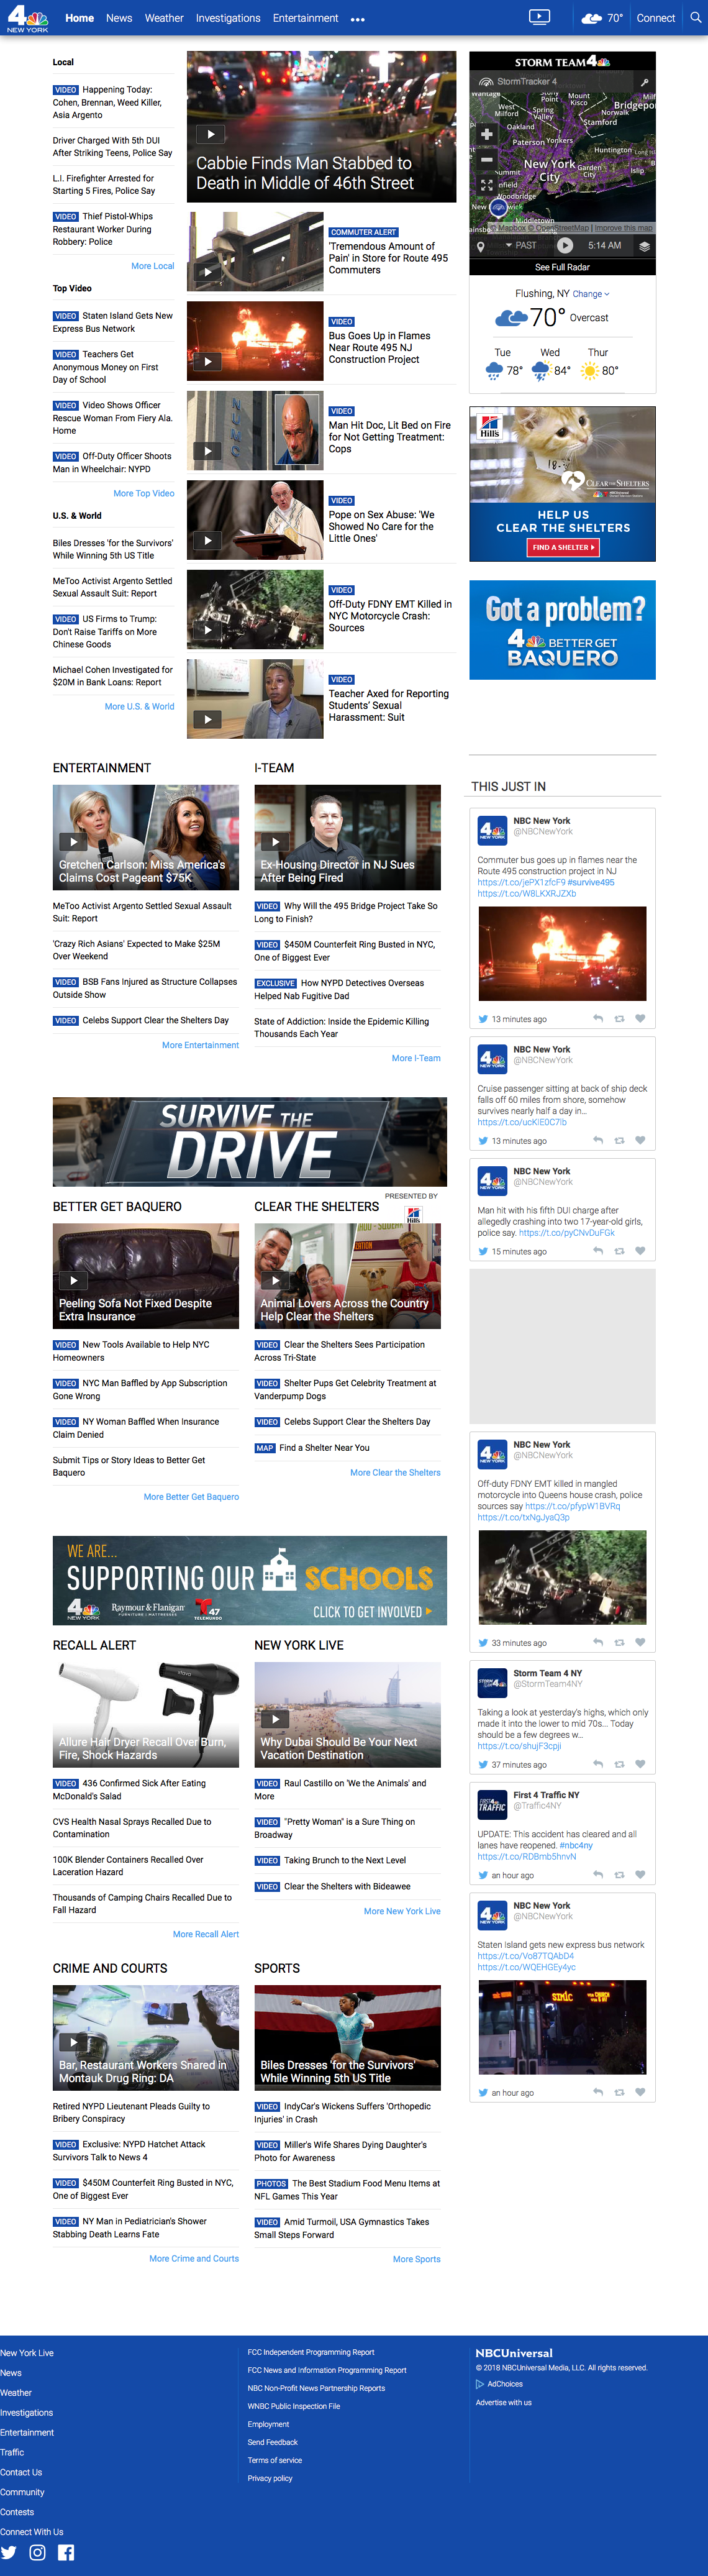 4
NEW YORK
Home News Weather Investigations Entertainment
70° Connect
Local
VIDEO Happening Today:
Cohen, Brennan, Weed Killer,
Asia Argento
Driver Charged With 5th DUI
After Striking Teens, Police Say
L.I. Firefighter Arrested for
Starting 5 Fires, Police Say
VIDEO Thief Pistol-Whips
Restaurant Worker During
Robbery: Police
More Local
Top Video
VIDEO Staten Island Gets New
Express Bus Network
VIDEO Teachers Get
Anonymous Money on First
Day of School
VIDEO Video Shows Officer
Rescue Woman From Fiery Ala.
Home
VIDEO Off-Duty Officer Shoots
Man in Wheelchair: NYPD
More Top Video
U.S. & World
Biles Dresses 'for the Survivors'
While Winning 5th US Title
MeToo Activist Argento Settled
Sexual Assault Suit: Report
VIDEO US Firms to Trump:
Don't Raise Tariffs on More
Chinese Goods
Michael Cohen Investigated for
$20M in Bank Loans: Report
More U.S. & World
Cabbie Finds Man Stabbed to
Death in Middle of 46th Street
COMMUTER ALERT
'Tremendous Amount of
Pain' in Store for Route 495
Commuters
VIDEO
Bus Goes Up in Flames
Near Route 495 NJ
Construction Project
VIDEO
Man Hit Doc, Lit Bed on Fire
for Not Getting Treatment:
Cops
VIDEO
Pope on Sex Abuse: 'We
Showed No Care for the
Little Ones'
VIDEO
Off-Duty FDNY EMT Killed in
NYC Motorcycle Crash:
Sources
VIDEO
Teacher Axed for Reporting
Students' Sexual
Harassment: Suit
STORM TEAM 4
StormTracker 4
Point
Mount
Kisco
Bridgepo
West
Milford
Spring
Valley
Norwalk
Stamford
Oakland
Paterson Yonkers
Huntington
New York
City
Garden
City
Islip
© Mapbox © OpenStreetMap | Improve this map
PAST 5:14 AM
See Full Radar
Flushing, NY Change
70° Overcast
Tue Wed Thur
78° 84° 80°
Hill's
CLEAR THE SHELTERS
HELP US
CLEAR THE SHELTERS
FIND A SHELTER
Got a problem?
4 BETTER GET
BAQUERO
ENTERTAINMENT
Gretchen Carlson: Miss America's
Claims Cost Pageant $75K
MeToo Activist Argento Settled Sexual Assault
Suit: Report
'Crazy Rich Asians' Expected to Make $25M
Over Weekend
VIDEO BSB Fans Injured as Structure Collapses
Outside Show
VIDEO Celebs Support Clear the Shelters Day
More Entertainment
I-TEAM
Ex-Housing Director in NJ Sues
After Being Fired
VIDEO Why Will the 495 Bridge Project Take So
Long to Finish?
VIDEO $450M Counterfeit Ring Busted in NYC,
One of Biggest Ever
EXCLUSIVE How NYPD Detectives Overseas
Helped Nab Fugitive Dad
State of Addiction: Inside the Epidemic Killing
Thousands Each Year
More I-Team
SURVIVE THE
DRIVE
BETTER GET BAQUERO
Peeling Sofa Not Fixed Despite
Extra Insurance
VIDEO New Tools Available to Help NYC
Homeowners
VIDEO NYC Man Baffled by App Subscription
Gone Wrong
VIDEO NY Woman Baffled When Insurance
Claim Denied
Submit Tips or Story Ideas to Better Get
Baquero
More Better Get Baquero
CLEAR THE SHELTERS
PRESENTED BY
Hill's
Animal Lovers Across the Country
Help Clear the Shelters
VIDEO Clear the Shelters Sees Participation
Across Tri-State
VIDEO Shelter Pups Get Celebrity Treatment at
Vanderpump Dogs
VIDEO Celebs Support Clear the Shelters Day
MAP Find a Shelter Near You
More Clear the Shelters
WE ARE...
SUPPORTING OUR SCHOOLS
4 NEW YORK Raymour & Flanigan FURNITURE | MATTRESSES 47 TELEMUNDO
CLICK TO GET INVOLVED
RECALL ALERT
Allure Hair Dryer Recall Over Burn,
Fire, Shock Hazards
VIDEO 436 Confirmed Sick After Eating
McDonald's Salad
CVS Health Nasal Sprays Recalled Due to
Contamination
100K Blender Containers Recalled Over
Laceration Hazard
Thousands of Camping Chairs Recalled Due to
Fall Hazard
More Recall Alert
NEW YORK LIVE
Why Dubai Should Be Your Next
Vacation Destination
VIDEO Raul Castillo on 'We the Animals' and
More
VIDEO "Pretty Woman" is a Sure Thing on
Broadway
VIDEO Taking Brunch to the Next Level
VIDEO Clear the Shelters with Bideawee
More New York Live
CRIME AND COURTS
Bar, Restaurant Workers Snared in
Montauk Drug Ring: DA
Retired NYPD Lieutenant Pleads Guilty to
Bribery Conspiracy
VIDEO Exclusive: NYPD Hatchet Attack
Survivors Talk to News 4
VIDEO $450M Counterfeit Ring Busted in NYC,
One of Biggest Ever
VIDEO NY Man in Pediatrician's Shower
Stabbing Death Learns Fate
More Crime and Courts
SPORTS
Biles Dresses 'for the Survivors'
While Winning 5th US Title
VIDEO IndyCar's Wickens Suffers 'Orthopedic
Injuries' in Crash
VIDEO Miller's Wife Shares Dying Daughter's
Photo for Awareness
PHOTOS The Best Stadium Food Menu Items at
NFL Games This Year
VIDEO Amid Turmoil, USA Gymnastics Takes
Small Steps Forward
More Sports
THIS JUST IN
NBC New York
@NBCNewYork
Commuter bus goes up in flames near the
Route 495 construction project in NJ
https://t.co/jePX1zfcF9 #survive495
https://t.co/W8LKXRJZXb
13 minutes ago
NBC New York
@NBCNewYork
Cruise passenger sitting at back of ship deck
falls off 60 miles from shore, somehow
survives nearly half a day in...
https://t.co/ucKIE0C7lb
13 minutes ago
NBC New York
@NBCNewYork
Man hit with his fifth DUI charge after
allegedly crashing into two 17-year-old girls,
police say. https://t.co/pyCNvDuFGk
15 minutes ago
NBC New York
@NBCNewYork
Off-duty FDNY EMT killed in mangled
motorcycle into Queens house crash, police
sources say https://t.co/pfypW1BVRq
https://t.co/txNgJyaQ3p
33 minutes ago
Storm Team 4 NY
@StormTeam4NY
Taking a look at yesterday's highs, which only
made it into the lower to mid 70s... Today
should be a few degrees w...
https://t.co/shujF3cpji
37 minutes ago
First 4 Traffic NY
@Traffic4NY
UPDATE: This accident has cleared and all
lanes have reopened. #nbc4ny
https://t.co/RDBmb5hnvN
an hour ago
NBC New York
@NBCNewYork
Staten Island gets new express bus network
https://t.co/Vo87TQAbD4
https://t.co/WQEHGEy4yc
an hour ago
New York Live
News
Weather
Investigations
Entertainment
Traffic
Contact Us
Community
Contests
Connect With Us
FCC Independent Programming Report
FCC News and Information Programming Report
NBC Non-Profit News Partnership Reports
WNBC Public Inspection File
Employment
Send Feedback
Terms of service
Privacy policy
NBCUniversal
© 2018 NBCUniversal Media, LLC. All rights reserved.
AdChoices
Advertise with us